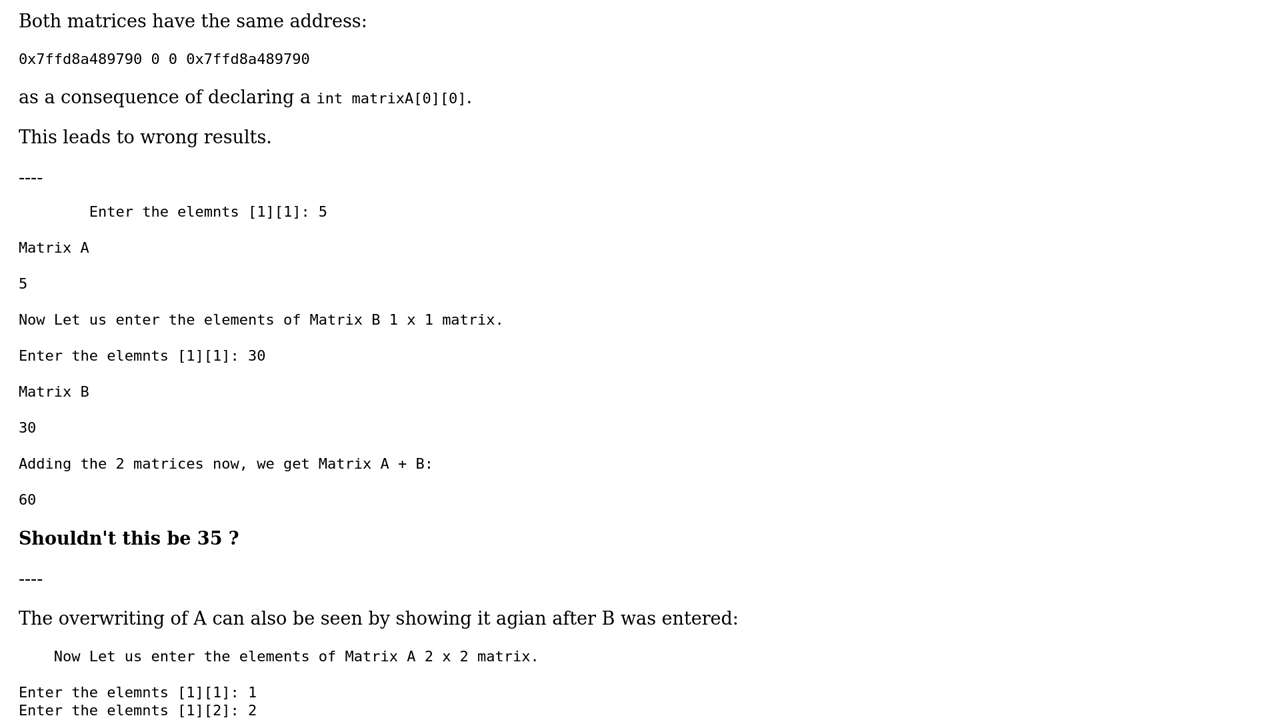 Both matrices have the same address:
0x7ffd8a489790 0 0 0x7ffd8a489790
as a consequence of declaring a int matrixA[0][0].
This leads to wrong results.
----
Enter the elemnts [1][1]: 5
Matrix A
5
Now Let us enter the elements of Matrix B 1 x 1 matrix.
Enter the elemnts [1][1]: 30
Matrix B
30
Adding the 2 matrices now, we get Matrix A + B:
60
Shouldn't this be 35 ?
----
The overwriting of A can also be seen by showing it agian after B was entered:
Now Let us enter the elements of Matrix A 2 x 2 matrix.
Enter the elemnts [1][1]: 1
Enter the elemnts [1][2]: 2